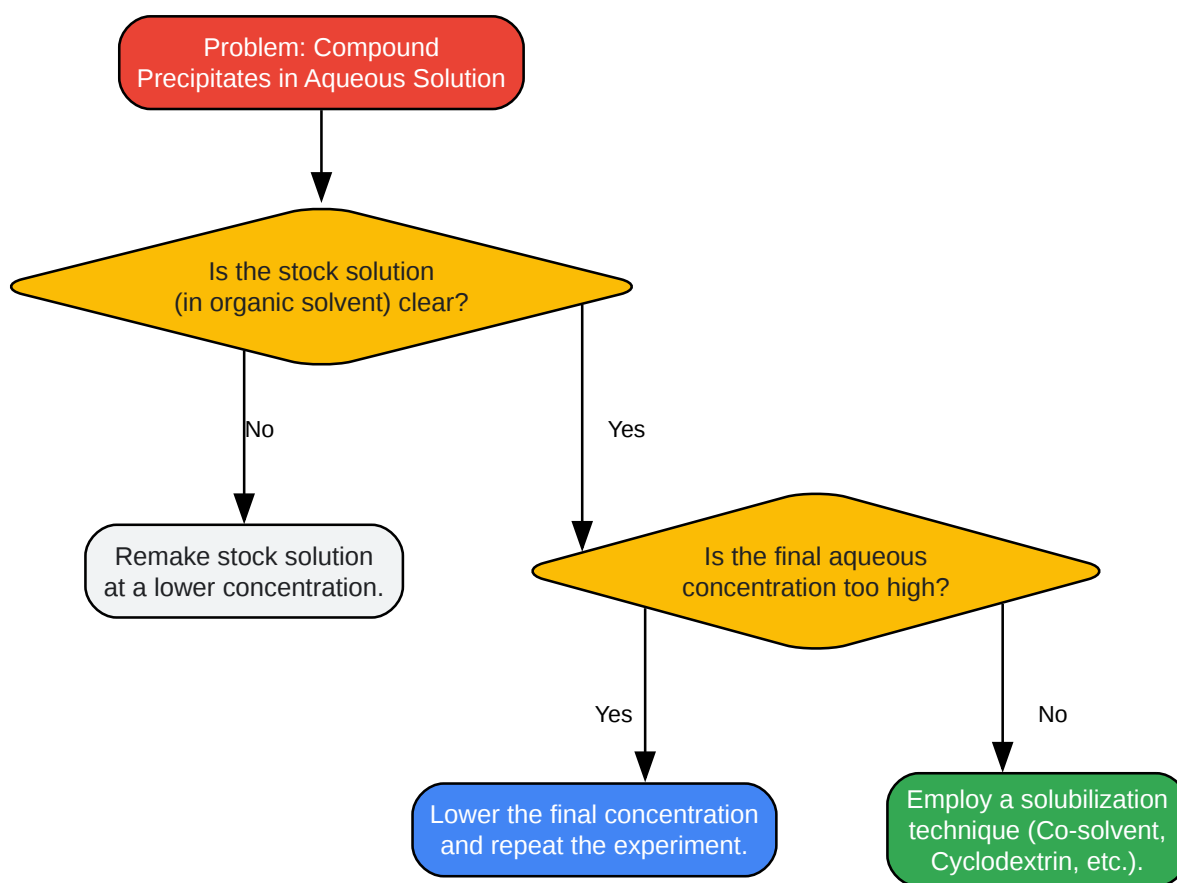 Problem: Compound
Precipitates in Aqueous Solution
Is the stock solution
(in organic solvent) clear?
No
Yes
Remake stock solution
at a lower concentration.
Is the final aqueous
concentration too high?
Yes
No
Lower the final concentration
and repeat the experiment.
Employ a solubilization
technique (Co-solvent,
Cyclodextrin, etc.).